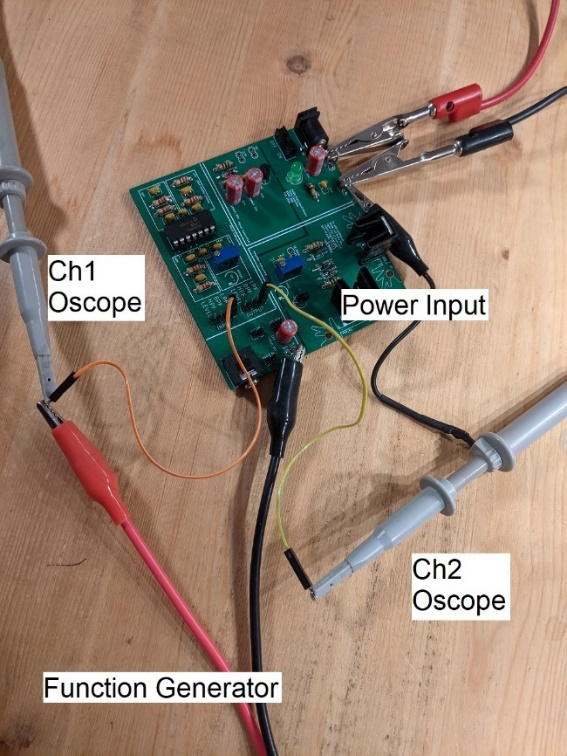 Ch1
Oscope
Power Input
Ch2
Oscope
Function Generator